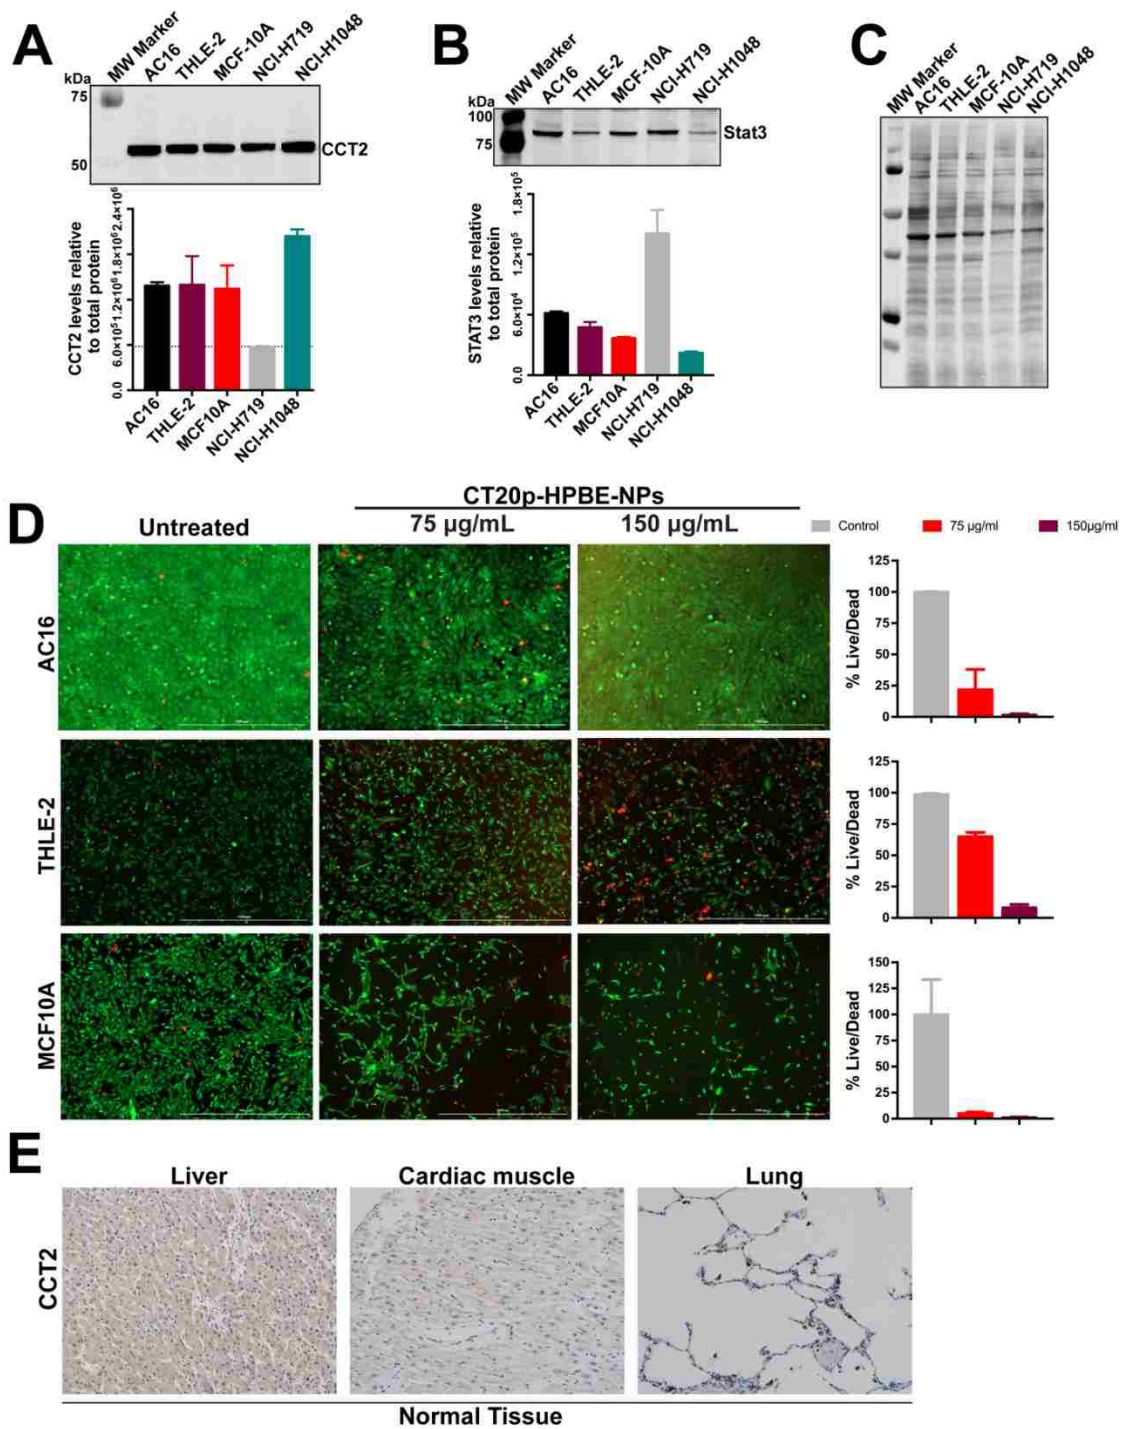 A
MW Marker
AC16
THLE-2
MCF-10A
NCI-H719
NCI-H1048
kDa
75
50
CCT2
CCT2 levels relative
to total protein
2.4×10⁶
1.8×10⁶
1.2×10⁶
6.0×10⁵
0.0
AC16
THLE-2
MCF10A
NCI-H719
NCI-H1048
B
MW Marker
AC16
THLE-2
MCF-10A
NCI-H719
NCI-H1048
kDa
100
75
Stat3
STAT3 levels relative
to total protein
1.8×10⁵
1.2×10⁵
6.0×10⁴
0.0
AC16
THLE-2
MCF10A
NCI-H719
NCI-H1048
C
MW Marker
AC16
THLE-2
MCF-10A
NCI-H719
NCI-H1048
D
CT20p-HPBE-NPs
Untreated
75 µg/mL
150 µg/mL
Control
75 µg/ml
150µg/ml
AC16
% Live/Dead
125
100
75
50
25
0
THLE-2
% Live/Dead
125
100
75
50
25
0
MCF10A
% Live/Dead
150
125
100
75
50
25
0
E
Liver
Cardiac muscle
Lung
CCT2
Normal Tissue